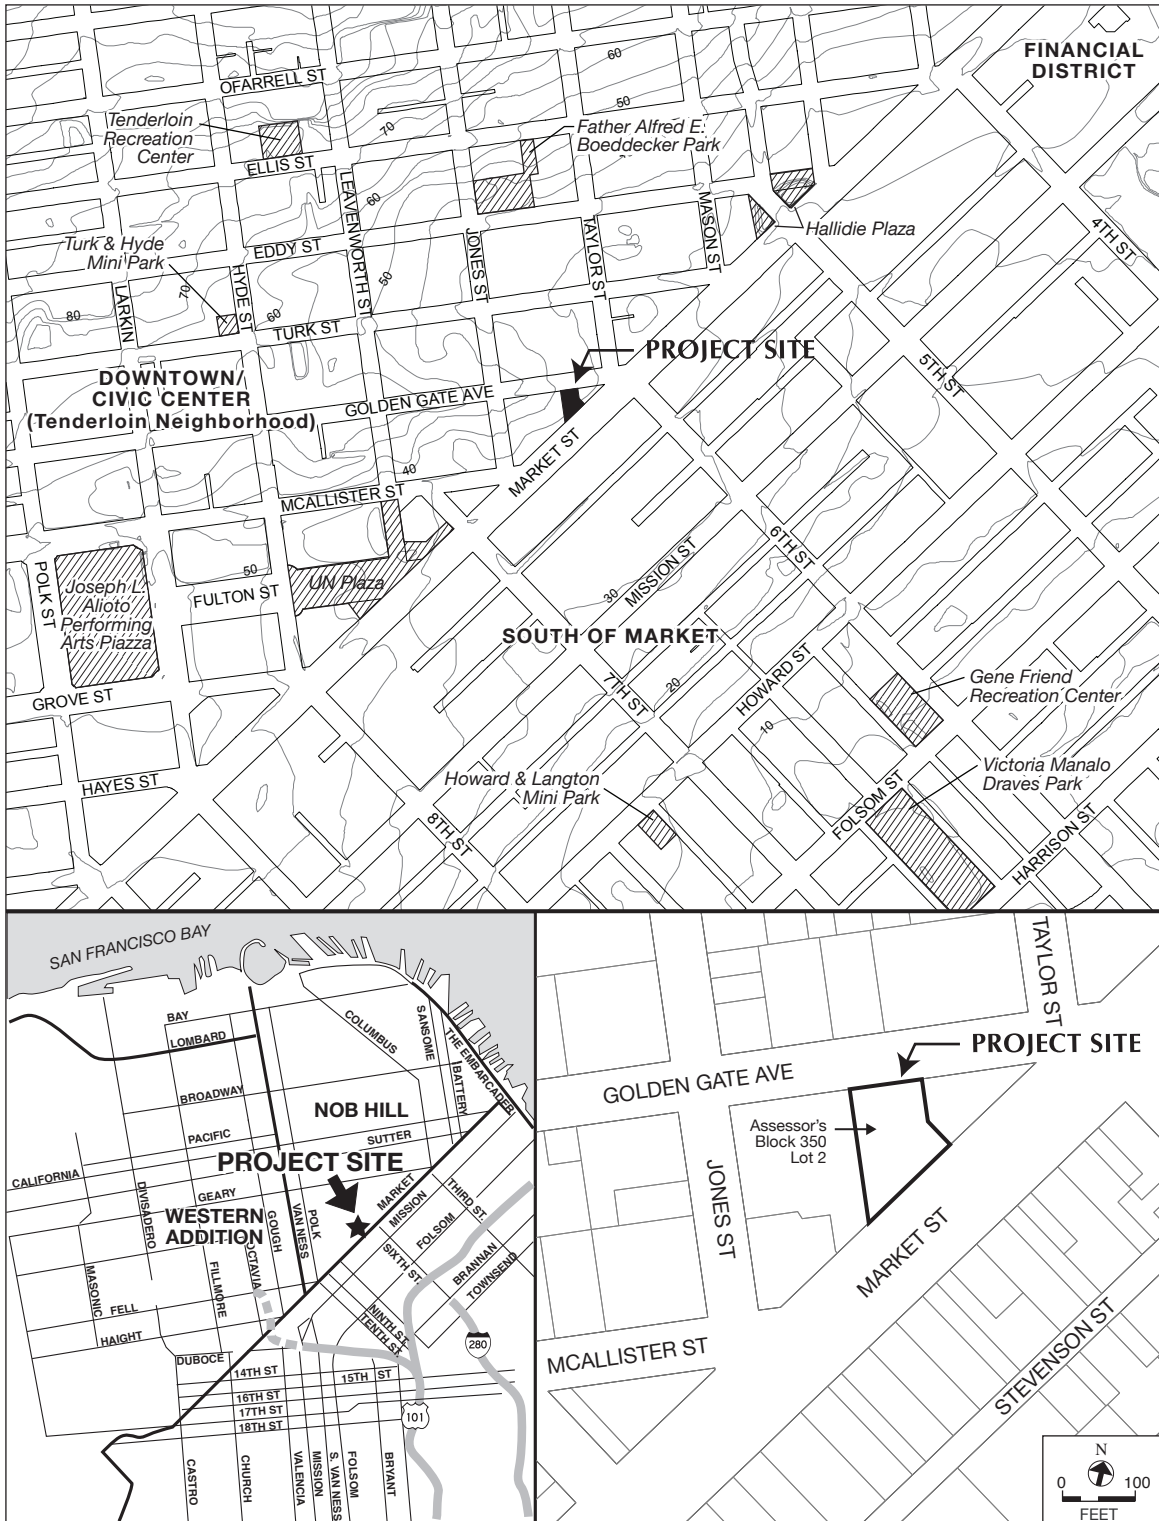 FINANCIAL
DISTRICT
60
OFARRELL ST
50
Tenderloin
Recreation
Center
70
Father Alfred E.
Boeddecker Park
ELLIS ST
LEAVENWORTH ST
60
MASON ST
4TH ST
Hallidie Plaza
TAYLOR ST
JONES ST
EDDY ST
Turk & Hyde
Mini Park
HYDE ST
50
70
LARKIN
80
60
TURK ST
PROJECT SITE
5TH ST
DOWNTOWN/
CIVIC CENTER
(Tenderloin Neighborhood)
GOLDEN GATE AVE
MARKET ST
40
MCALLISTER ST
6TH ST
MISSION ST
30
50
POLK ST
Joseph L.
Alioto
Performing
Arts Piazza
FULTON ST
UN Plaza
SOUTH OF MARKET
HOWARD ST
7TH ST
20
10
Gene Friend
Recreation Center
GROVE ST
HAYES ST
Howard & Langton
Mini Park
8TH ST
Victoria Manalo
Draves Park
FOLSOM ST
HARRISON ST
SAN FRANCISCO BAY
BAY
LOMBARD
COLUMBUS
SANSOME
THE EMBARCADER
BATTERY
BROADWAY
NOB HILL
PACIFIC
SUTTER
CALIFORNIA
PROJECT SITE
DIVISADERO
GEARY
MARKET
MISSION
THIRD ST.
WESTERN
ADDITION
GOUGH
VAN NESS
POLK
FOLSOM
OCTAVIA
SIXTH ST.
BRANNAN
TOWNSEND
MASONIC
FILLMORE
FELL
HAIGHT
NINTH ST.
TENTH ST.
280
DUBOCE
14TH ST
15TH ST
16TH ST
17TH ST
18TH ST
101
CASTRO
CHURCH
VALENCIA
MISSION
S. VAN NESS
FOLSOM
BRYANT
TAYLOR ST
PROJECT SITE
GOLDEN GATE AVE
Assessor's
Block 350
Lot 2
JONES ST
MARKET ST
MCALLISTER ST
STEVENSON ST
N
0 100
FEET